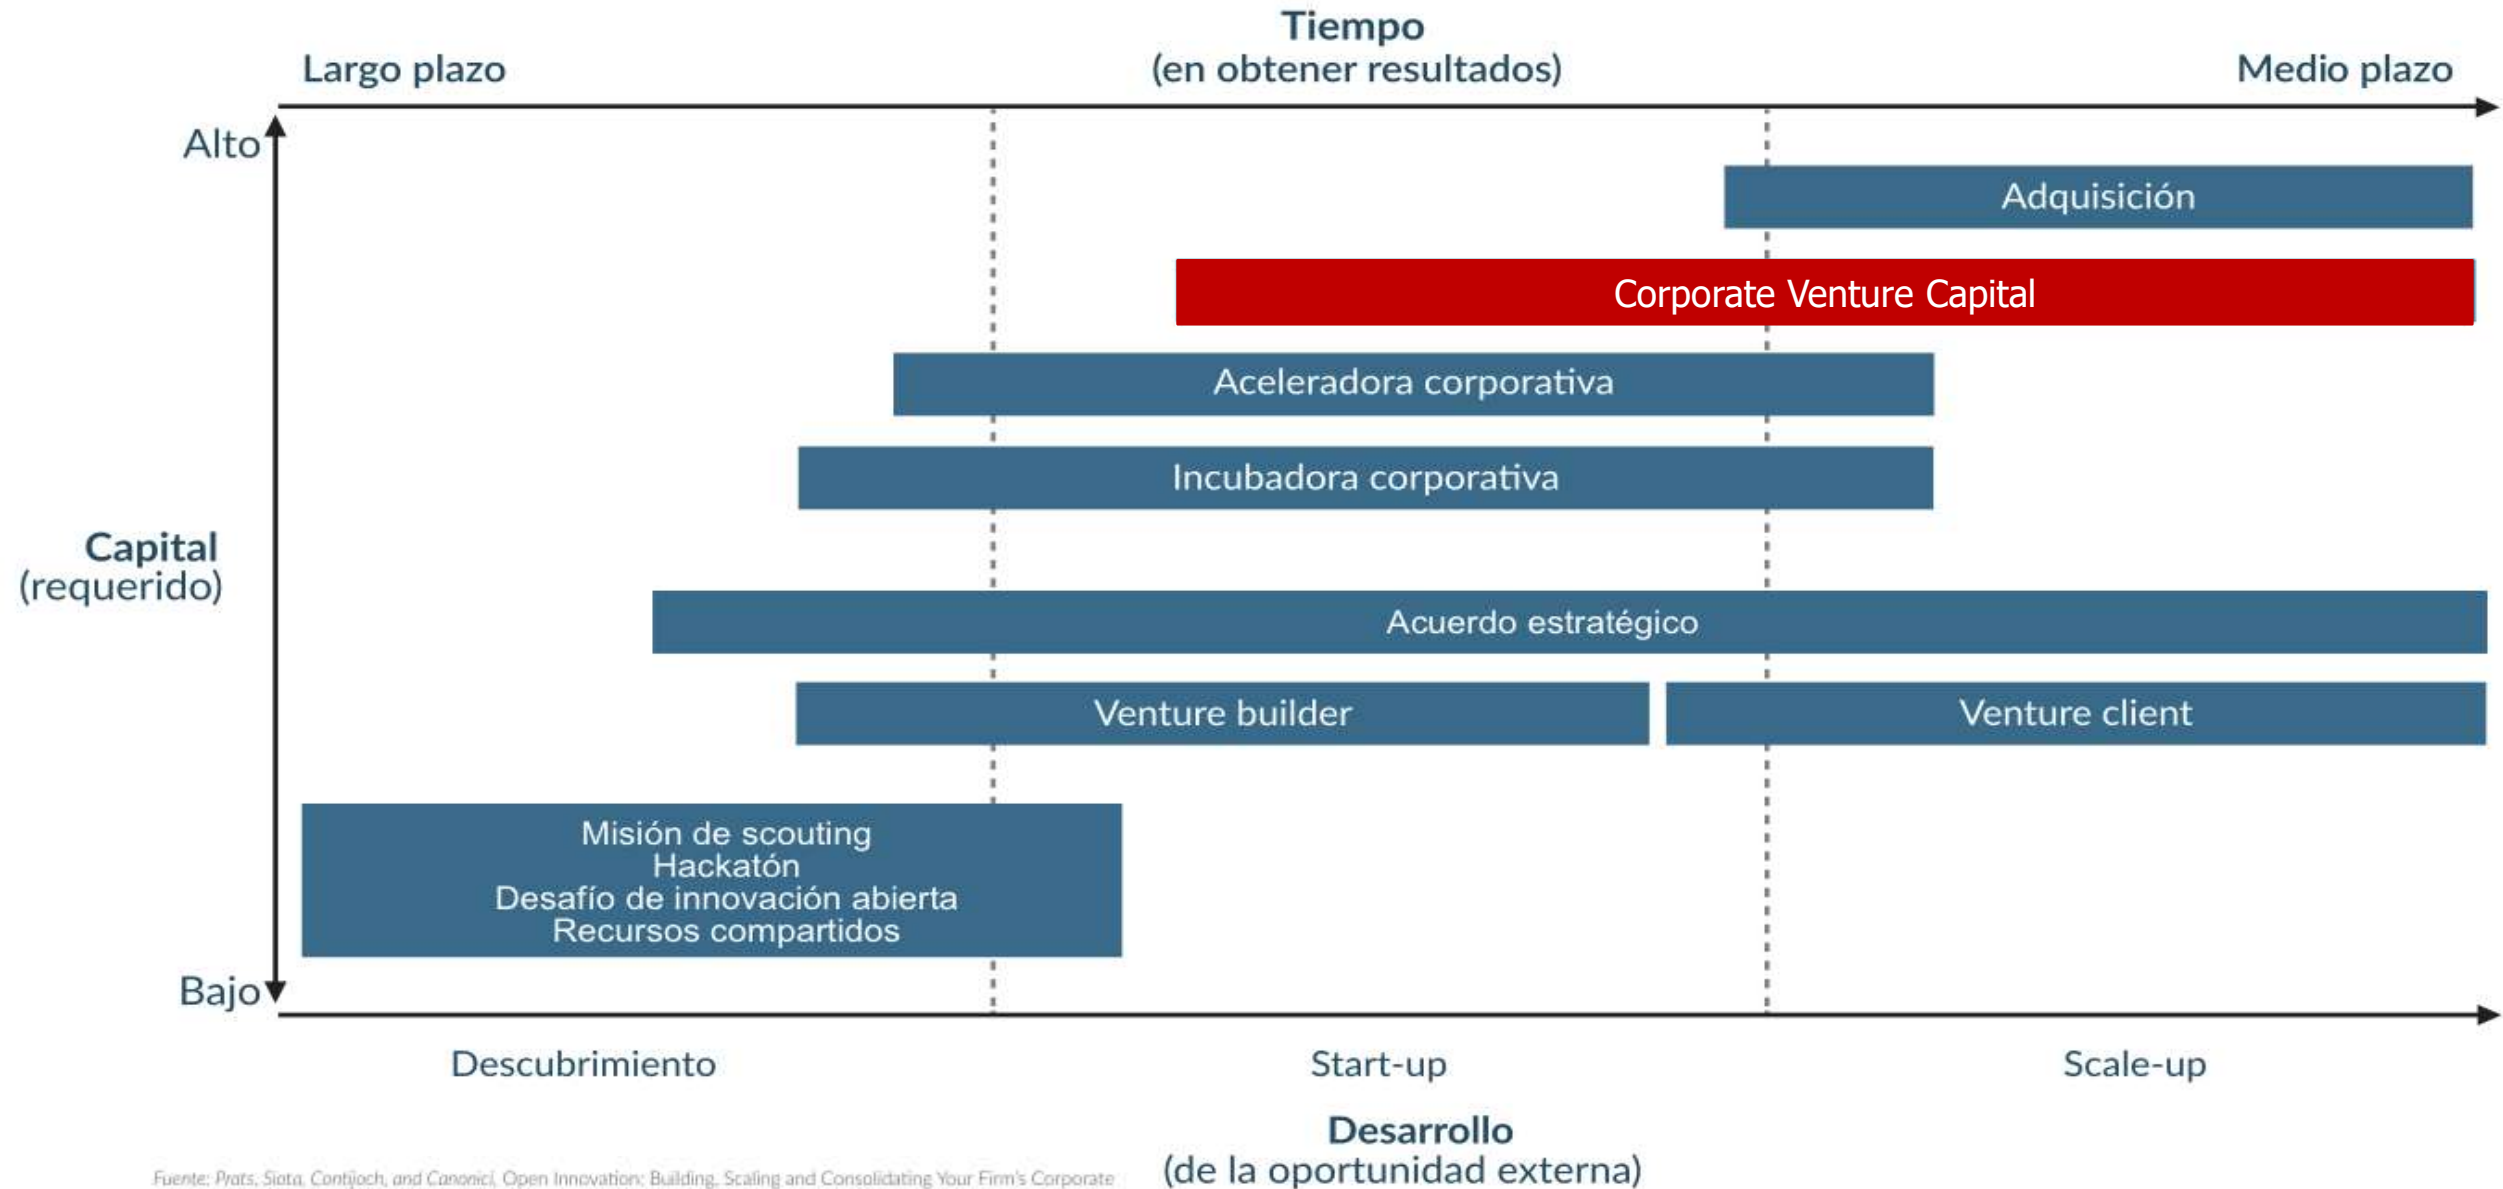 Tiempo
(en obtener resultados)
Largo plazo
Medio plazo
Alto
Adquisición
Corporate Venture Capital
Aceleradora corporativa
Incubadora corporativa
Capital
(requerido)
Acuerdo estratégico
Venture builder
Venture client
Misión de scouting
Hackatón
Desafío de innovación abierta
Recursos compartidos
Bajo
Descubrimiento
Start-up
Scale-up
Desarrollo
(de la oportunidad externa)
Fuente: Prats, Siota, Contijoch, and Canonici, Open Innovation: Building, Scaling and Consolidating Your Firm's Corporate